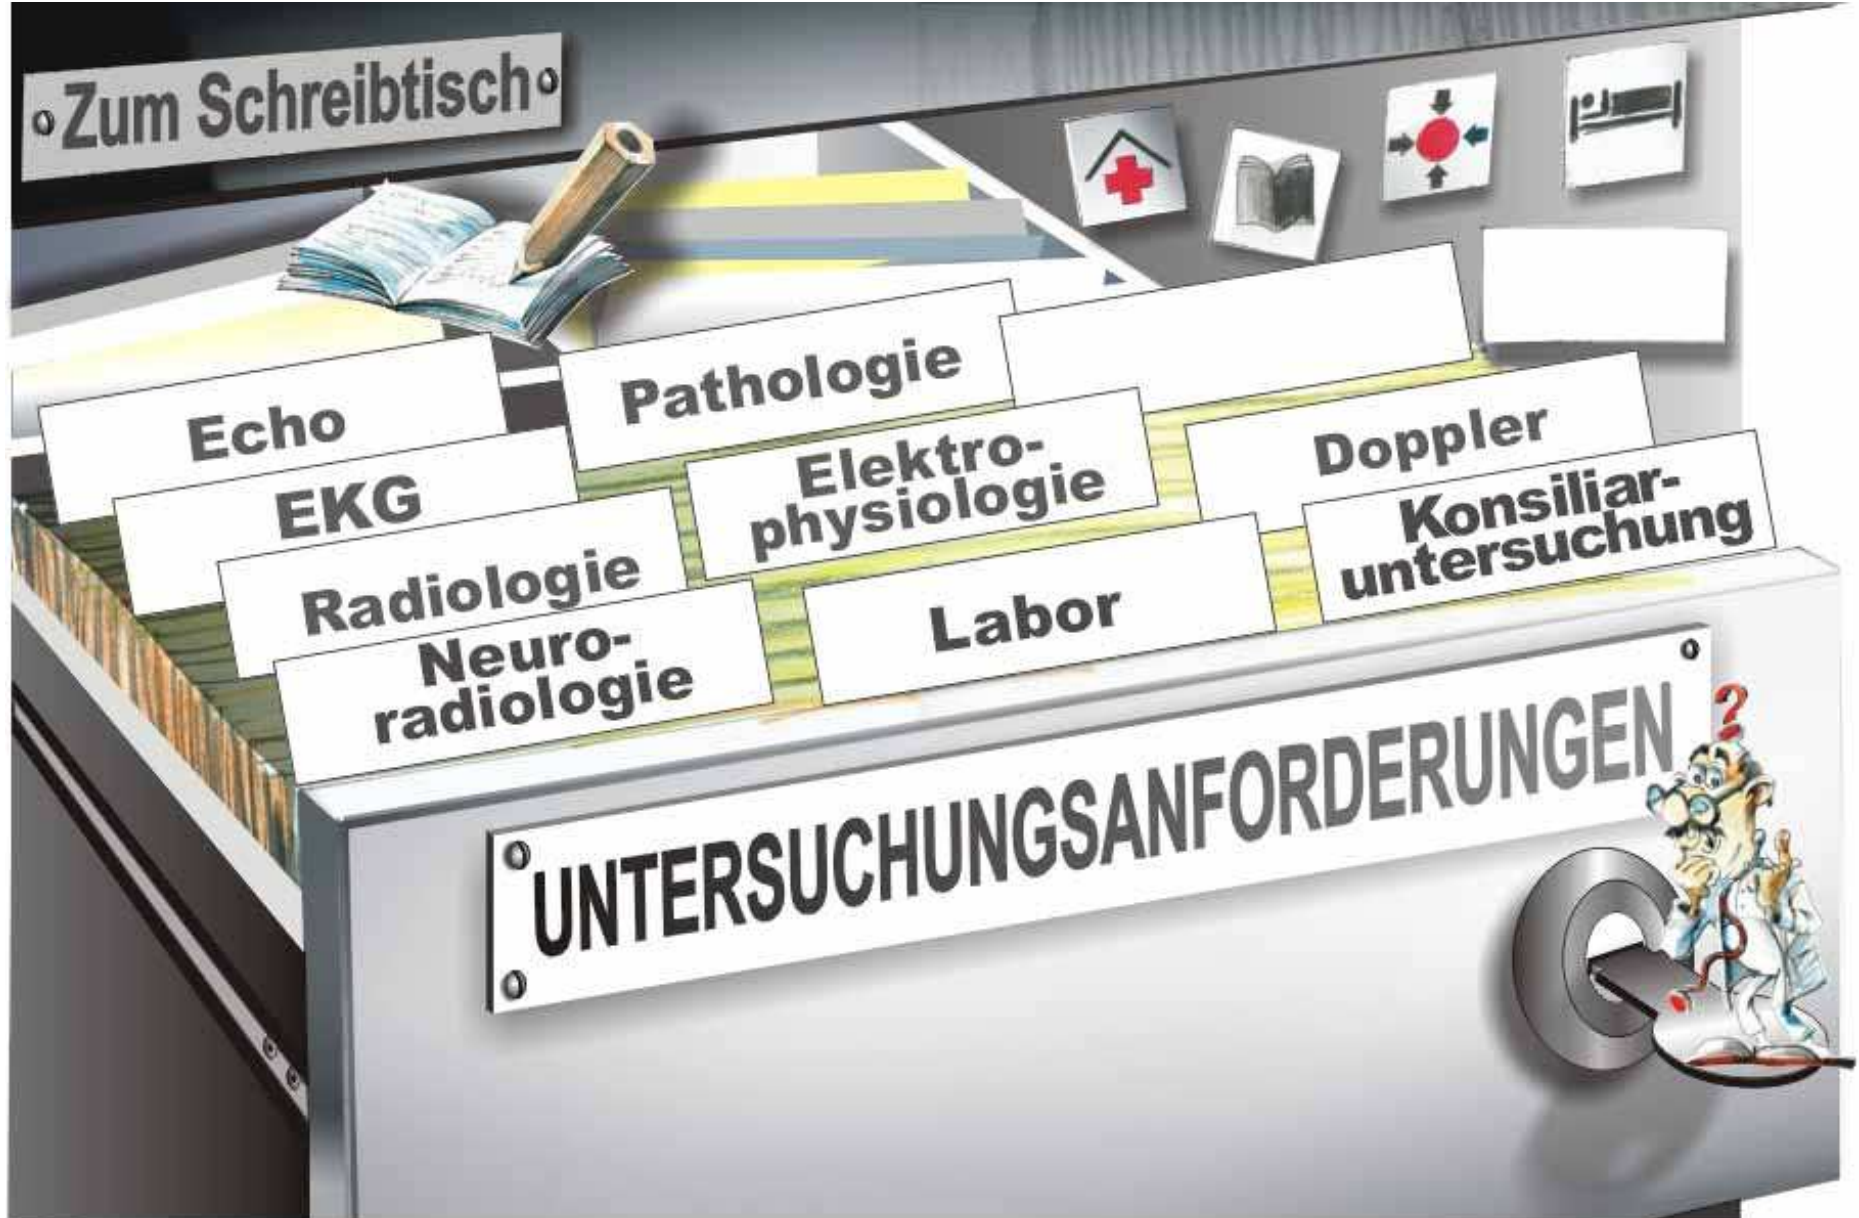 Zum Schreibtisch
Echo
Pathologie
EKG
Elektro-
physiologie
Doppler
Radiologie
Konsiliar-
untersuchung
Neuro-
radiologie
Labor
UNTERSUCHUNGSANFORDERUNGEN
?